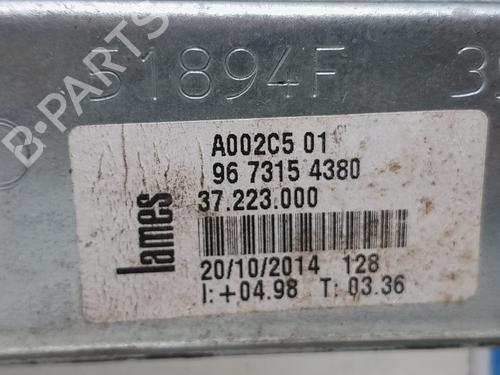 51894F
B-PARTS
lames
A002C5 01
96 7315 4380
37.223.000
20/10/2014 128
I: +04.98 T: 03.36